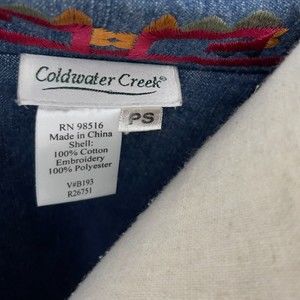 Coldwater Creek®
PS
RN 98516
Made in China
Shell:
100% Cotton
Embroidery
100% Polyester
V#B193
R26751